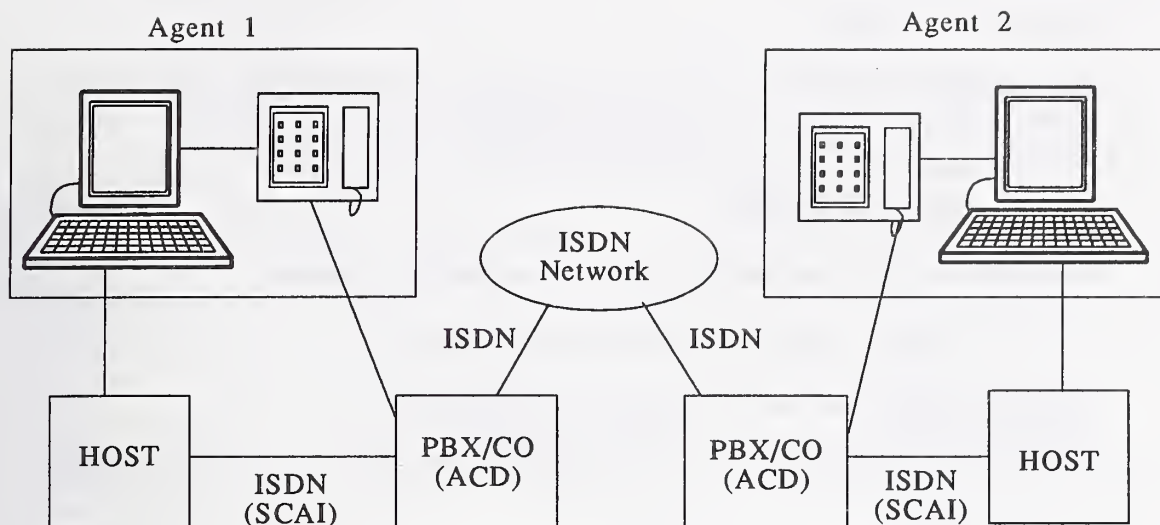 Agent 1
Agent 2
ISDN
Network
ISDN
ISDN
HOST
PBX/CO
(ACD)
ISDN
(SCAI)
PBX/CO
(ACD)
ISDN
(SCAI)
HOST